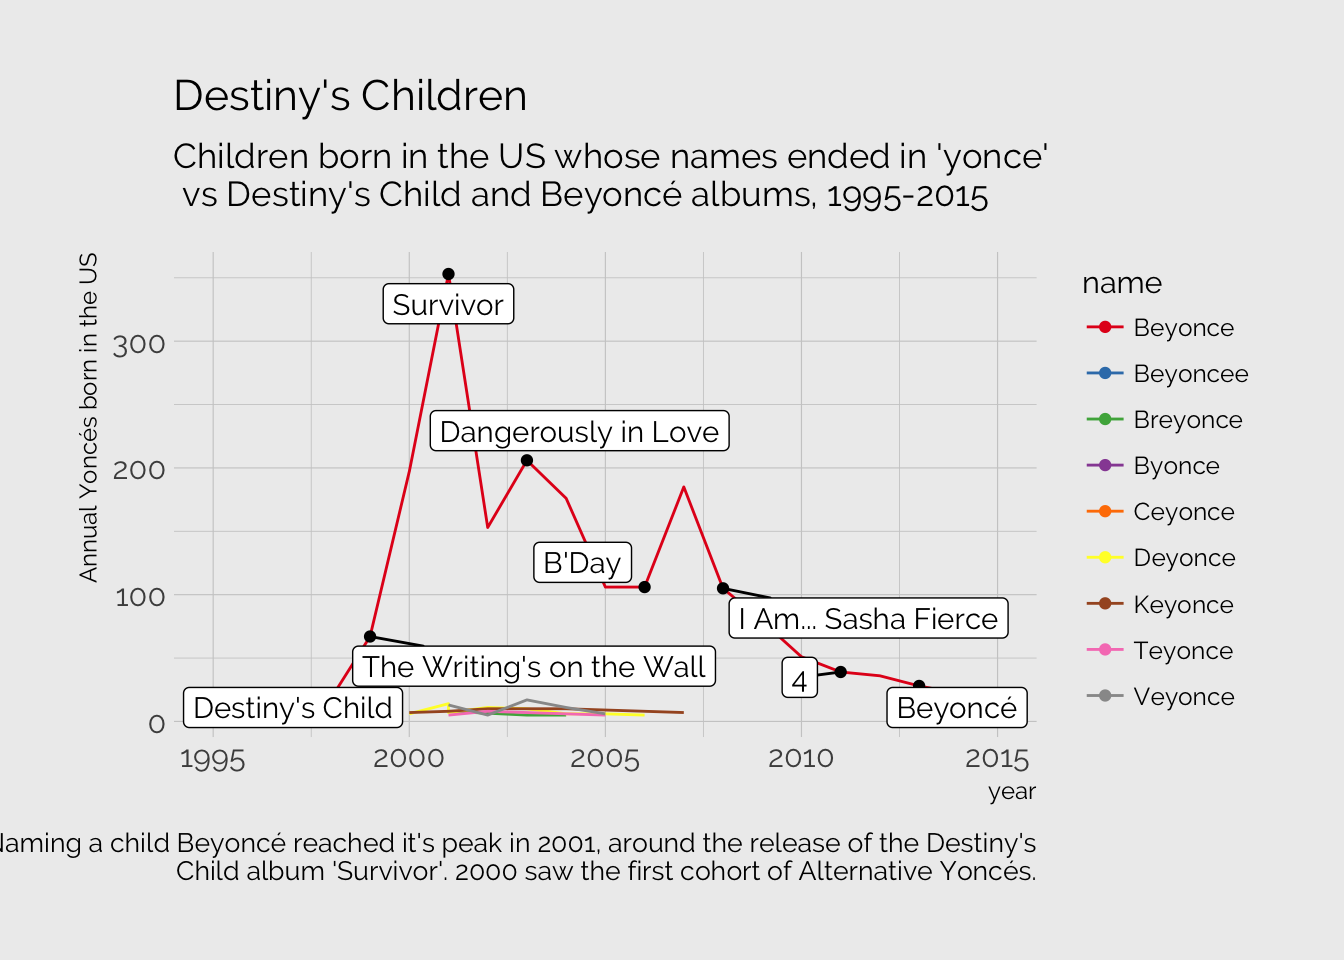 Destiny's Children
Children born in the US whose names ended in 'yonce'
vs Destiny's Child and Beyoncé albums, 1995-2015
Annual Yoncés born in the US
300
200
100
0
Survivor
Dangerously in Love
B'Day
I Am... Sasha Fierce
The Writing's on the Wall
4
Destiny's Child
Beyoncé
1995 2000 2005 2010 2015
year
name
Beyonce
Beyoncee
Breyonce
Byonce
Ceyonce
Deyonce
Keyonce
Teyonce
Veyonce
a child Beyoncé reached it's peak in 2001, around the release of the Destiny's
Child album 'Survivor'. 2000 saw the first cohort of Alternative Yoncés.